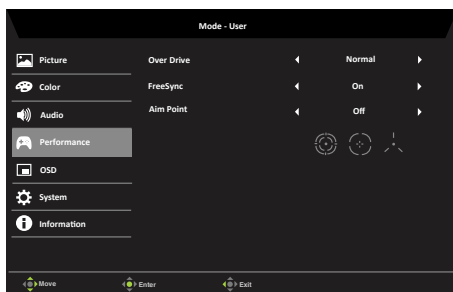 Mode - User
Picture
Over Drive Normal
Color
FreeSync On
Audio
Aim Point Off
Performance
OSD
System
Information
Move Enter Exit